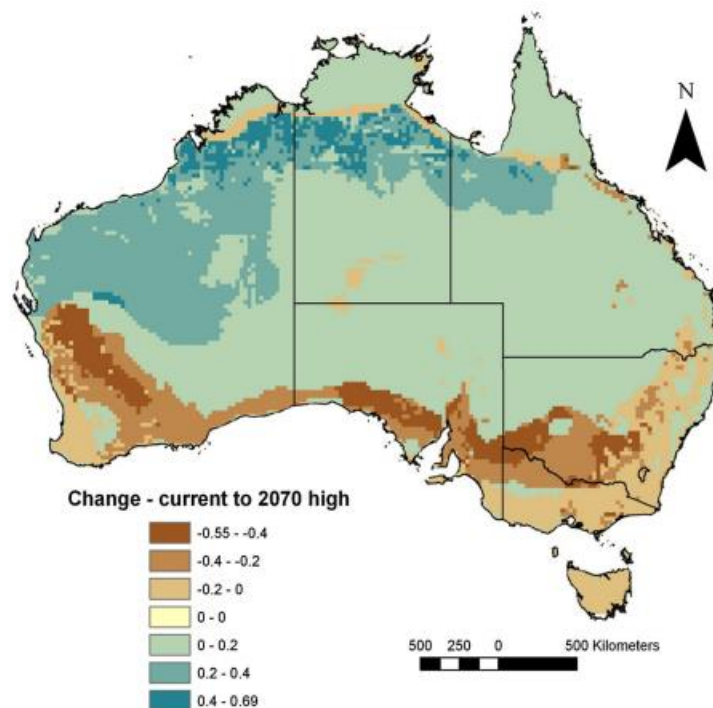 N
Change - current to 2070 high
-0.55 - -0.4
-0.4 - -0.2
-0.2 - 0
0 - 0
0 - 0.2
0.2 - 0.4
0.4 - 0.69
500 250 0 500 Kilometers